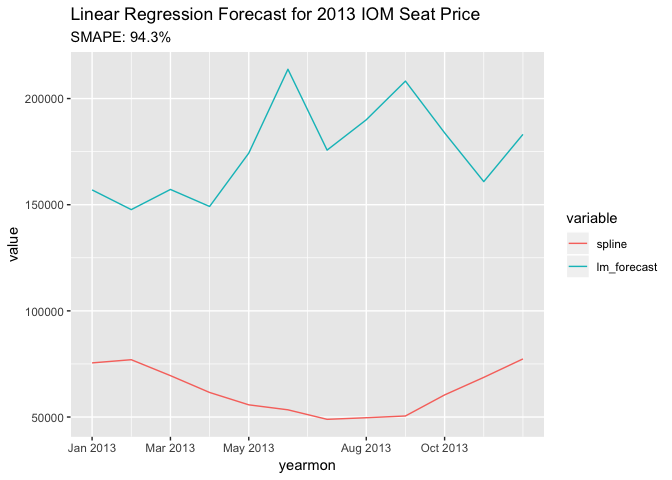 Linear Regression Forecast for 2013 IOM Seat Price
SMAPE: 94.3%
200000
150000
100000
50000
value
Jan 2013 Mar 2013 May 2013 Aug 2013 Oct 2013
yearmon
variable
spline
lm_forecast